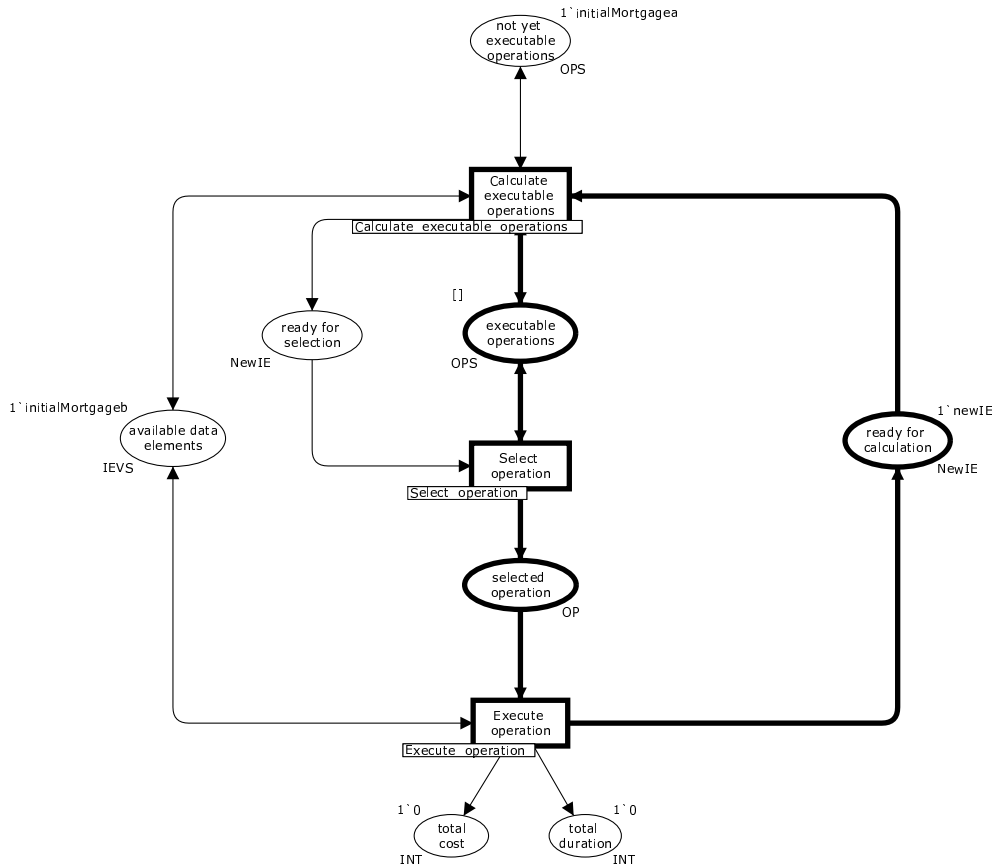 1`initialMortgagea
not yet
executable
operations
OPS
Calculate
executable
operations
Calculate executable operations
[]
executable
operations
OPS
ready for
selection
NewIE
1`initialMortgageb
available data
elements
IEVS
1`newIE
ready for
calculation
NewIE
Select
operation
Select operation
selected
operation
OP
Execute
operation
Execute operation
1`0
total
cost
INT
1`0
total
duration
INT